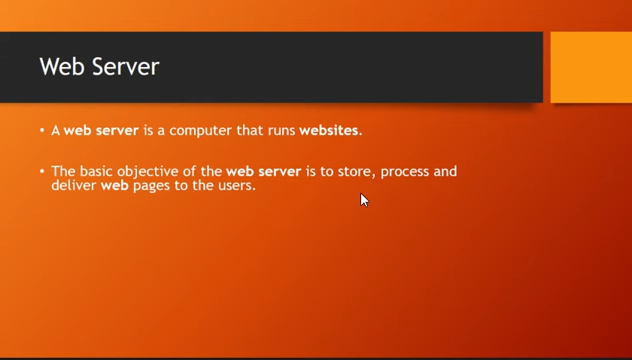 Web Server
• A web server is a computer that runs websites.
• The basic objective of the web server is to store, process and
deliver web pages to the users.